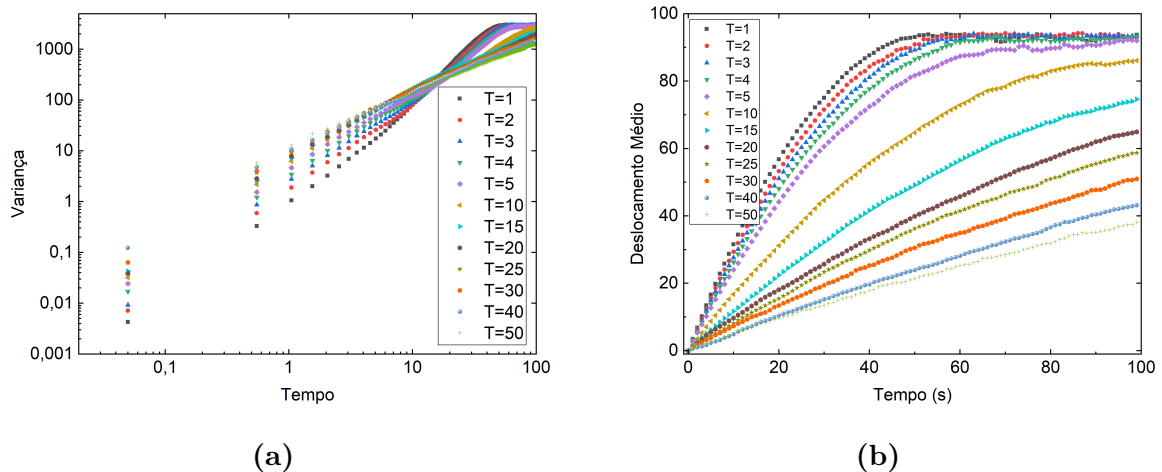 1000
100
10
1
0,1
0,01
0,001
Variança
0,1
1
10
100
Tempo
T=1
T=2
T=3
T=4
T=5
T=10
T=15
T=20
T=25
T=30
T=40
T=50
(a)
100
80
60
40
20
0
Deslocamento Médio
0
20
40
60
80
100
Tempo (s)
T=1
T=2
T=3
T=4
T=5
T=10
T=15
T=20
T=25
T=30
T=40
T=50
(b)